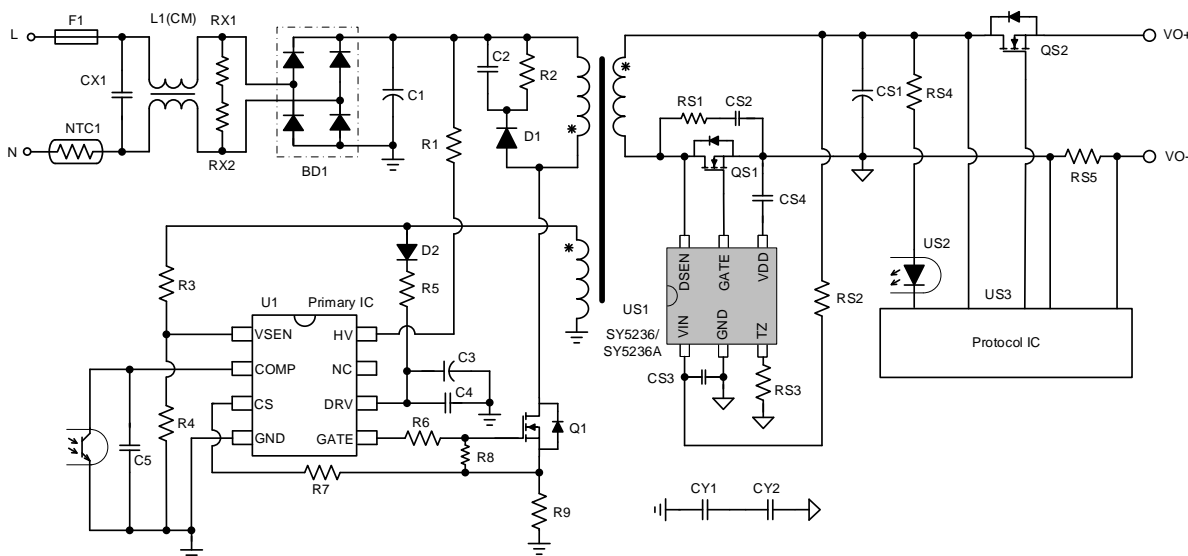 F1
L1(CM)
RX1
L
CX1
NTC1
N
RX2
BD1
C1
R1
C2
R2
D1
*
*
RS1
CS2
QS1
CS4
CS1
RS4
QS2
VO+
VO-
RS5
D2
R5
*
R3
U1
Primary IC
VSEN
HV
COMP
NC
CS
DRV
GND
GATE
C3
C4
R4
C5
R6
R7
R8
Q1
R9
DSEN
GATE
VDD
US1
SY5236/
SY5236A
VIN
GND
TZ
CS3
RS3
RS2
US2
US3
Protocol IC
CY1
CY2